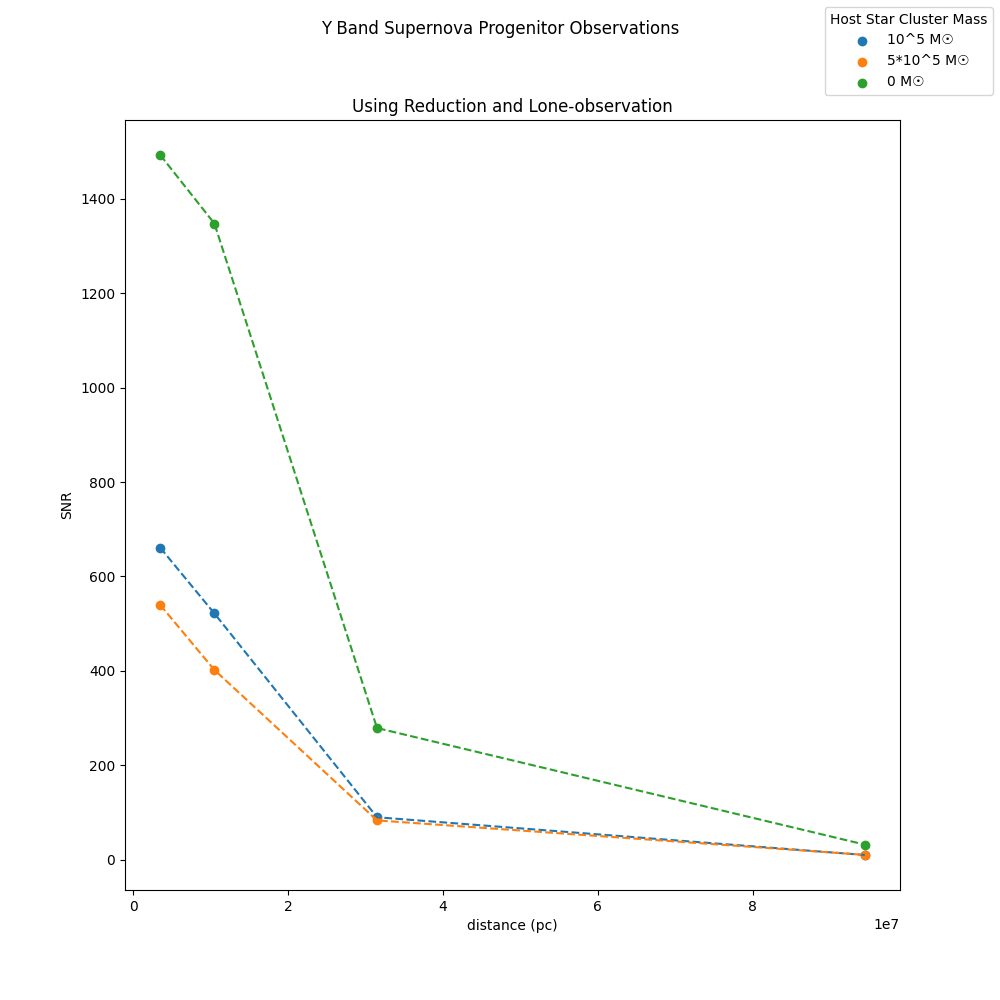 Y Band Supernova Progenitor Observations
Host Star Cluster Mass
10^5 M☉
5*10^5 M☉
0 M☉
Using Reduction and Lone-observation
1400
1200
1000
800
600
400
200
0
SNR
0 2 4 6 8
1e7
distance (pc)